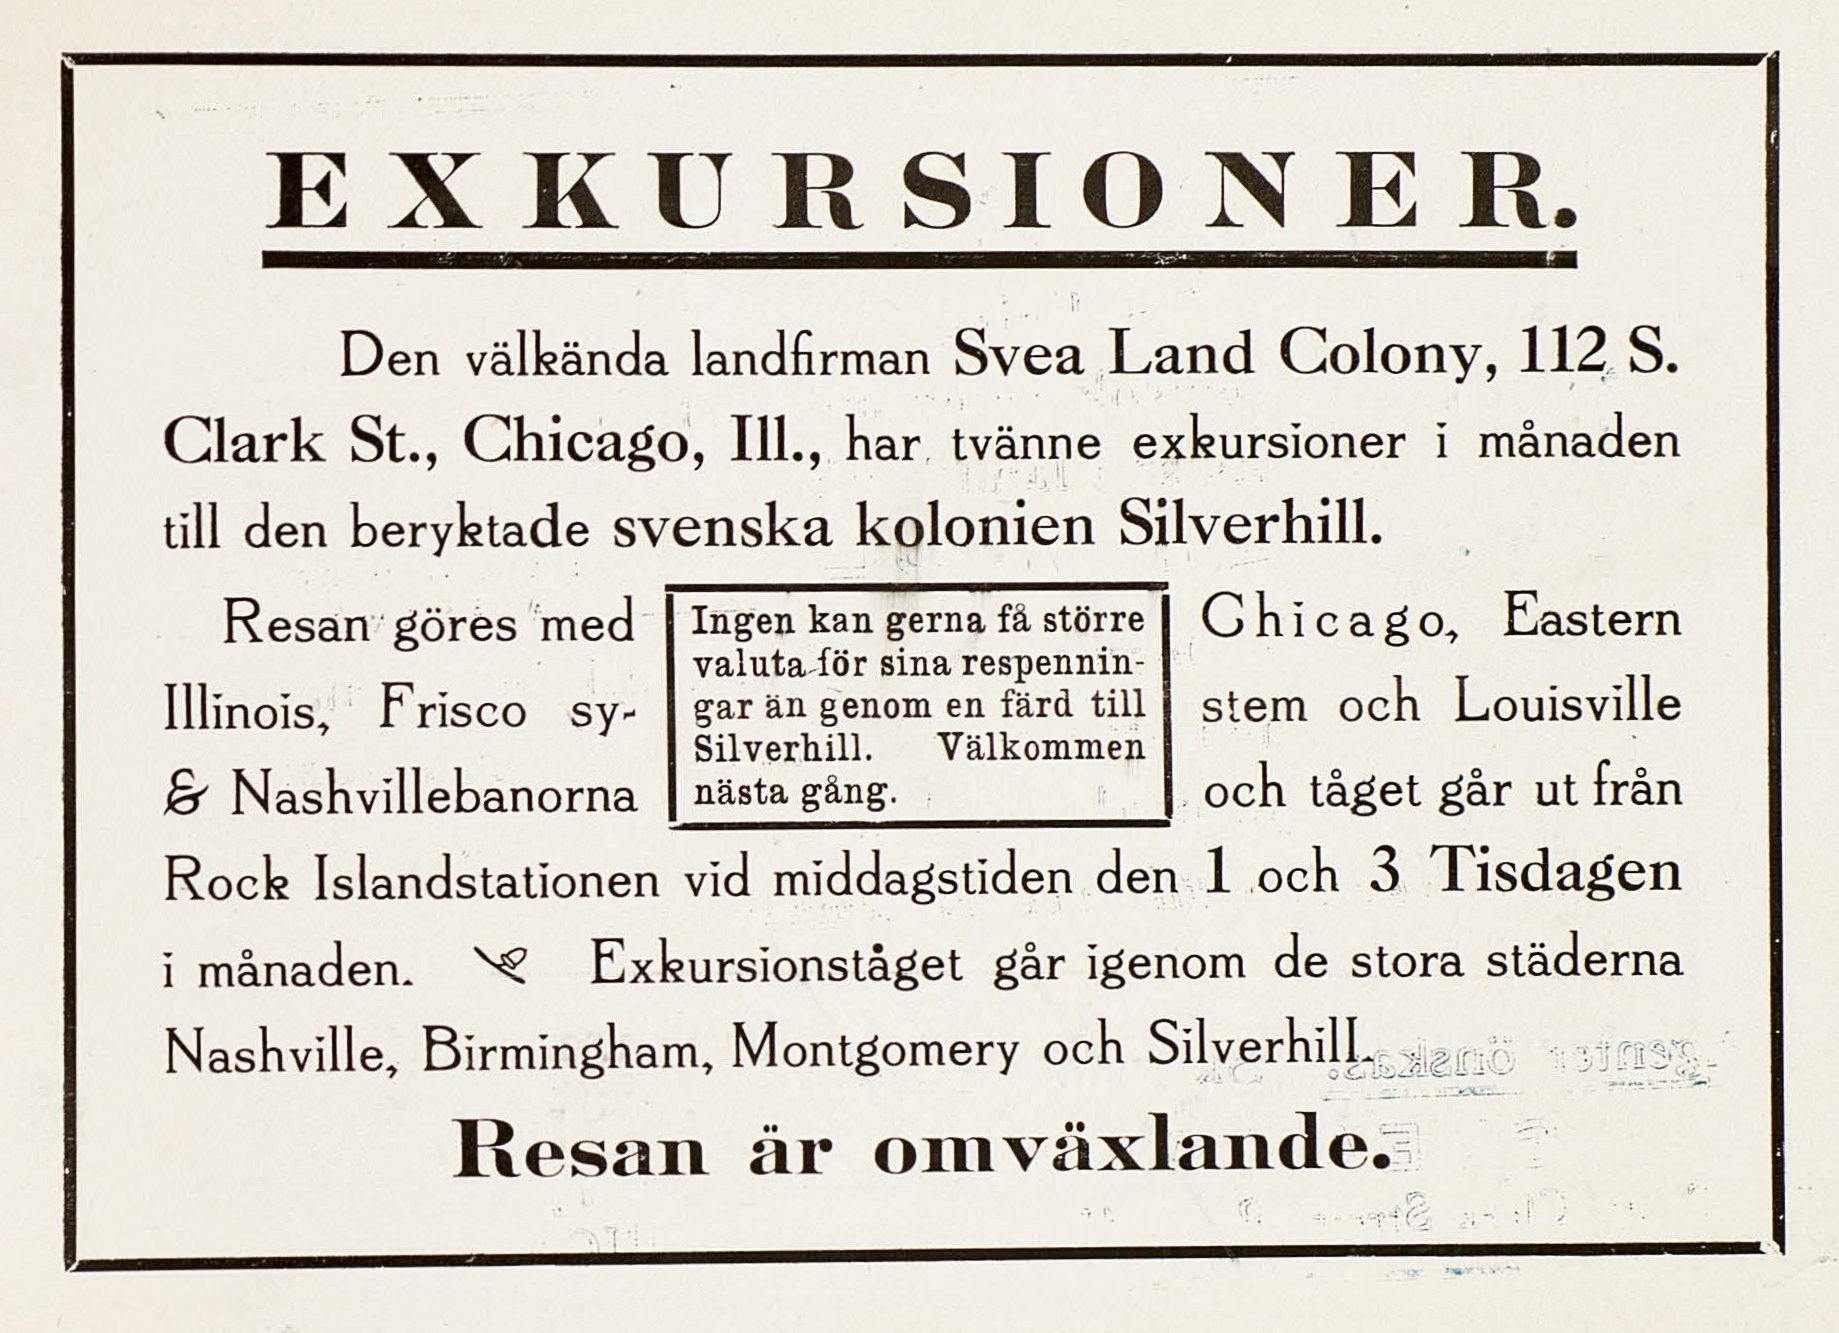 EXKURSIONER.
Den välkända landfirman Svea Land Colony, 112 S.
Clark St., Chicago, Ill., har tvänne exkursioner i månaden
till den beryktade svenska kolonien Silverhill.
Resan göres med Chicago, Eastern
Illinois, Frisco sy- stem och Louisville
& Nashvillebanorna och tåget går ut från
Ingen kan gerna få större
valuta för sina respennin-
gar än genom en färd till
Silverhill. Välkommen
nästa gång.
Rock Islandstationen vid middagstiden den 1 och 3 Tisdagen
i månaden. Exkursionståget går igenom de stora städerna
Nashville, Birmingham, Montgomery och Silverhill.
Resan är omväxlande.